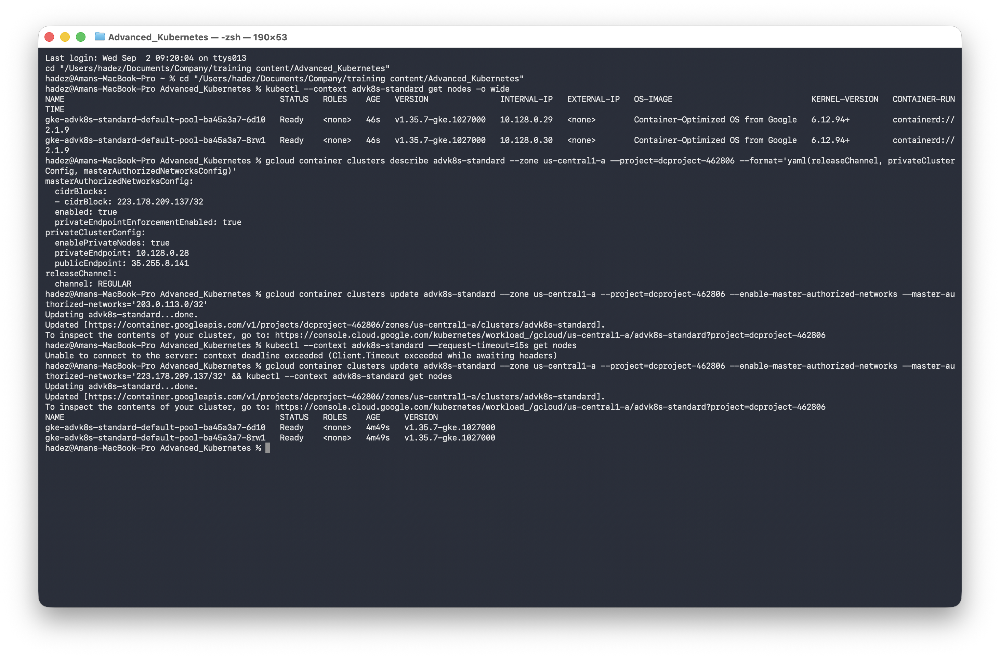 Advanced_Kubernetes — -zsh — 190×53
Last login: Wed Sep  2 09:20:04 on ttys013
cd "/Users/hadez/Documents/Company/training content/Advanced_Kubernetes"
hadez@Amans-MacBook-Pro ~ % cd "/Users/hadez/Documents/Company/training content/Advanced_Kubernetes"
hadez@Amans-MacBook-Pro Advanced_Kubernetes % kubectl --context advk8s-standard get nodes -o wide
NAME                                             STATUS   ROLES    AGE   VERSION               INTERNAL-IP   EXTERNAL-IP   OS-IMAGE                             KERNEL-VERSION   CONTAINER-RUN
TIME
gke-advk8s-standard-default-pool-ba45a3a7-6d10   Ready    <none>   46s   v1.35.7-gke.1027000   10.128.0.29   <none>        Container-Optimized OS from Google   6.12.94+         containerd://
2.1.9
gke-advk8s-standard-default-pool-ba45a3a7-8rw1   Ready    <none>   46s   v1.35.7-gke.1027000   10.128.0.30   <none>        Container-Optimized OS from Google   6.12.94+         containerd://
2.1.9
hadez@Amans-MacBook-Pro Advanced_Kubernetes % gcloud container clusters describe advk8s-standard --zone us-central1-a --project=dcproject-462806 --format='yaml(releaseChannel, privateCluster
Config, masterAuthorizedNetworksConfig)'
masterAuthorizedNetworksConfig:
  cidrBlocks:
  - cidrBlock: 223.178.209.137/32
  enabled: true
  privateEndpointEnforcementEnabled: true
privateClusterConfig:
  enablePrivateNodes: true
  privateEndpoint: 10.128.0.28
  publicEndpoint: 35.255.8.141
releaseChannel:
  channel: REGULAR
hadez@Amans-MacBook-Pro Advanced_Kubernetes % gcloud container clusters update advk8s-standard --zone us-central1-a --project=dcproject-462806 --enable-master-authorized-networks --master-au
thorized-networks='203.0.113.0/32'
Updating advk8s-standard...done.
Updated [https://container.googleapis.com/v1/projects/dcproject-462806/zones/us-central1-a/clusters/advk8s-standard].
To inspect the contents of your cluster, go to: https://console.cloud.google.com/kubernetes/workload_/gcloud/us-central1-a/advk8s-standard?project=dcproject-462806
hadez@Amans-MacBook-Pro Advanced_Kubernetes % kubectl --context advk8s-standard --request-timeout=15s get nodes
Unable to connect to the server: context deadline exceeded (Client.Timeout exceeded while awaiting headers)
hadez@Amans-MacBook-Pro Advanced_Kubernetes % gcloud container clusters update advk8s-standard --zone us-central1-a --project=dcproject-462806 --enable-master-authorized-networks --master-au
thorized-networks='223.178.209.137/32' && kubectl --context advk8s-standard get nodes
Updating advk8s-standard...done.
Updated [https://container.googleapis.com/v1/projects/dcproject-462806/zones/us-central1-a/clusters/advk8s-standard].
To inspect the contents of your cluster, go to: https://console.cloud.google.com/kubernetes/workload_/gcloud/us-central1-a/advk8s-standard?project=dcproject-462806
NAME                                             STATUS   ROLES    AGE     VERSION
gke-advk8s-standard-default-pool-ba45a3a7-6d10   Ready    <none>   4m49s   v1.35.7-gke.1027000
gke-advk8s-standard-default-pool-ba45a3a7-8rw1   Ready    <none>   4m49s   v1.35.7-gke.1027000
hadez@Amans-MacBook-Pro Advanced_Kubernetes %